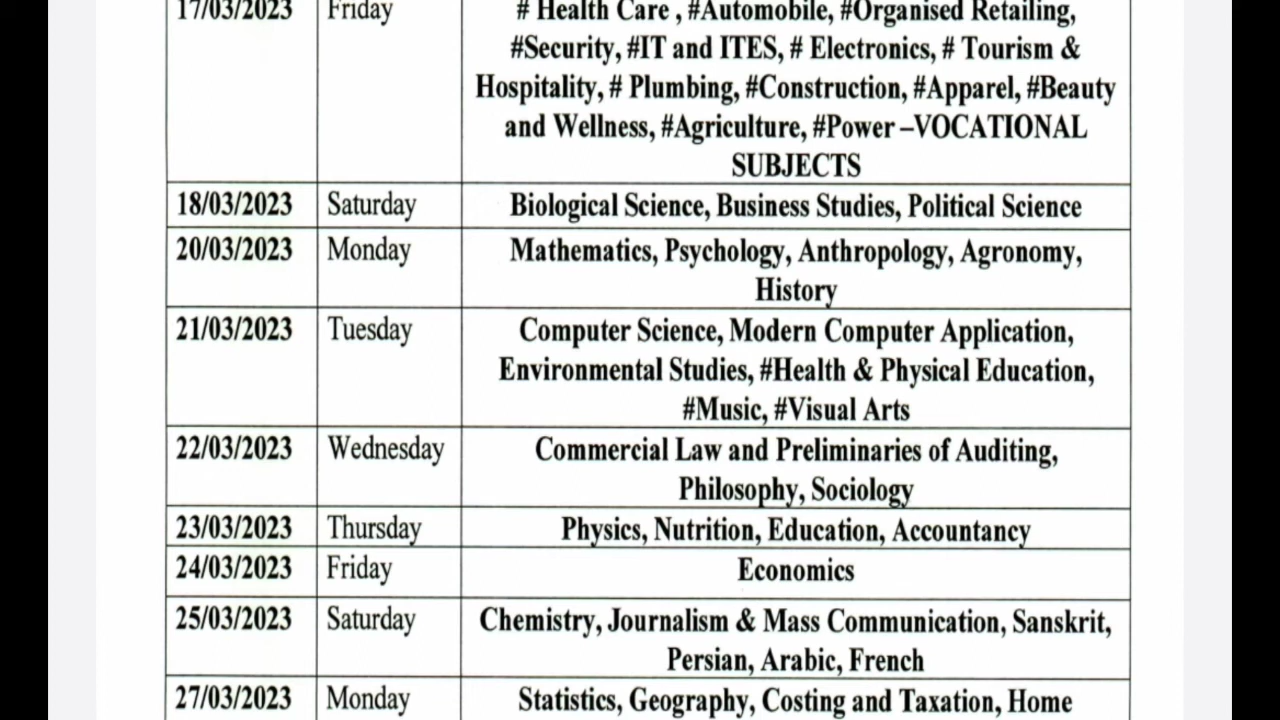 17/03/2023 Friday # Health Care , #Automobile, #Organised Retailing,
#Security, #IT and ITES, # Electronics, # Tourism &
Hospitality, # Plumbing, #Construction, #Apparel, #Beauty
and Wellness, #Agriculture, #Power –VOCATIONAL
SUBJECTS
18/03/2023 Saturday Biological Science, Business Studies, Political Science
20/03/2023 Monday Mathematics, Psychology, Anthropology, Agronomy,
History
21/03/2023 Tuesday Computer Science, Modern Computer Application,
Environmental Studies, #Health & Physical Education,
#Music, #Visual Arts
22/03/2023 Wednesday Commercial Law and Preliminaries of Auditing,
Philosophy, Sociology
23/03/2023 Thursday Physics, Nutrition, Education, Accountancy
24/03/2023 Friday Economics
25/03/2023 Saturday Chemistry, Journalism & Mass Communication, Sanskrit,
Persian, Arabic, French
27/03/2023 Monday Statistics, Geography, Costing and Taxation, Home